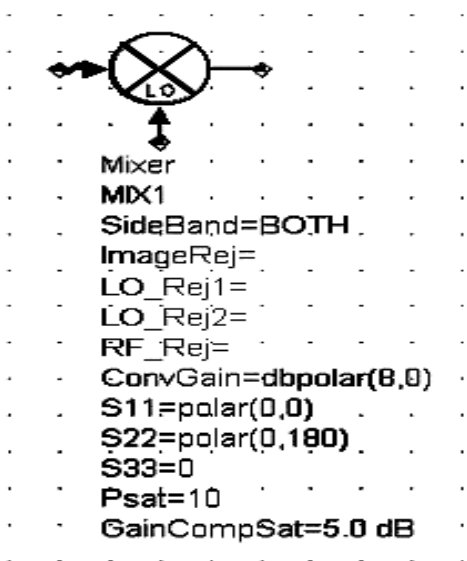 LO
Mixer
MIX1
SideBand=BOTH
ImageRej=
LO_Rej1=
LO_Rej2=
RF_Rej=
ConvGain=dbpolar(8,0)
S11=polar(0,0)
S22=polar(0,180)
S33=0
Psat=10
GainCompSat=5.0 dB